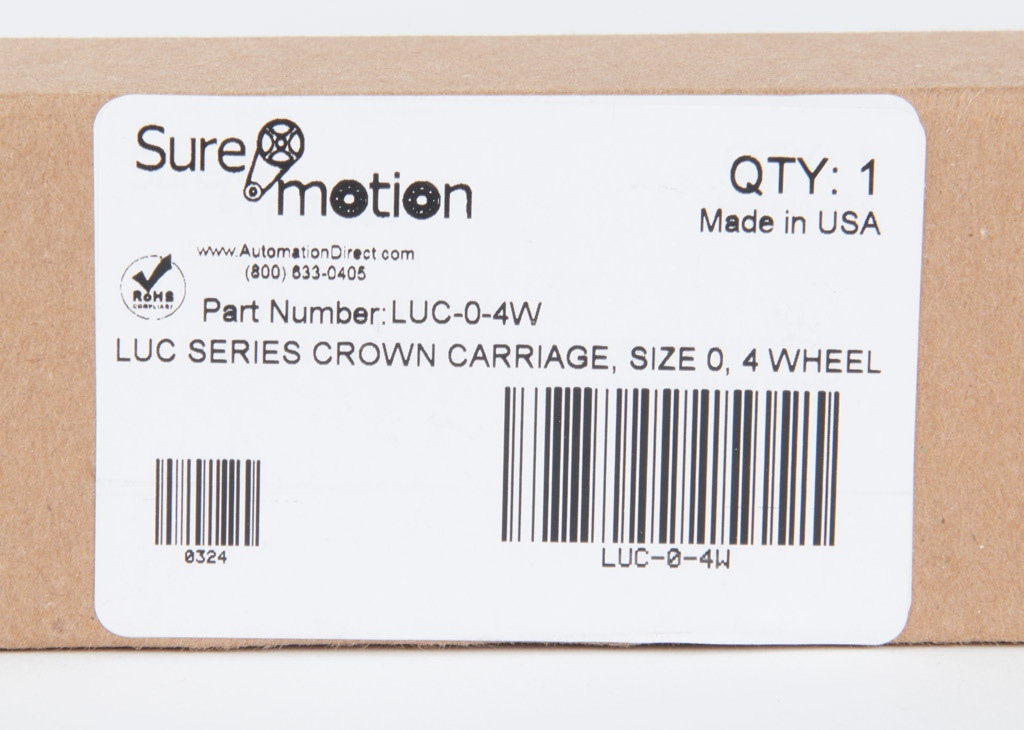 Sure motion
QTY: 1
Made in USA
www.AutomationDirect.com
(800) 633-0405
RoHS
COMPLIANT
Part Number:LUC-0-4W
LUC SERIES CROWN CARRIAGE, SIZE 0, 4 WHEEL
0324
LUC-0-4W